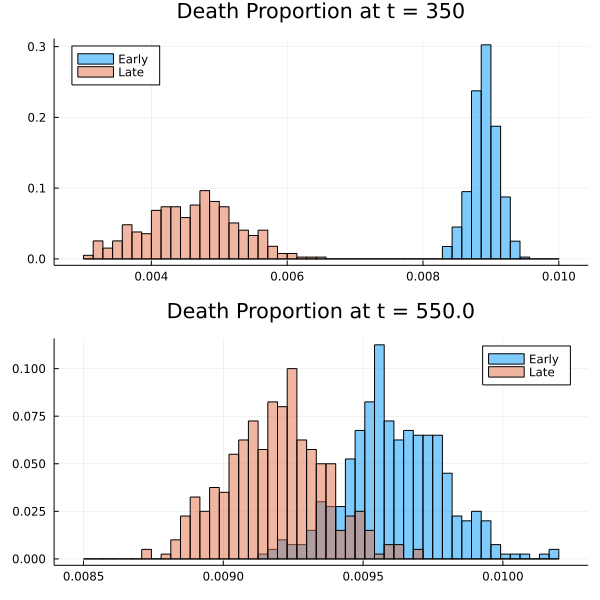 Death Proportion at t = 350
0.3
Early
Late
0.2
0.1
0.0
0.004 0.006 0.008 0.010
Death Proportion at t = 550.0
Early
Late
0.100
0.075
0.050
0.025
0.000
0.0085 0.0090 0.0095 0.0100